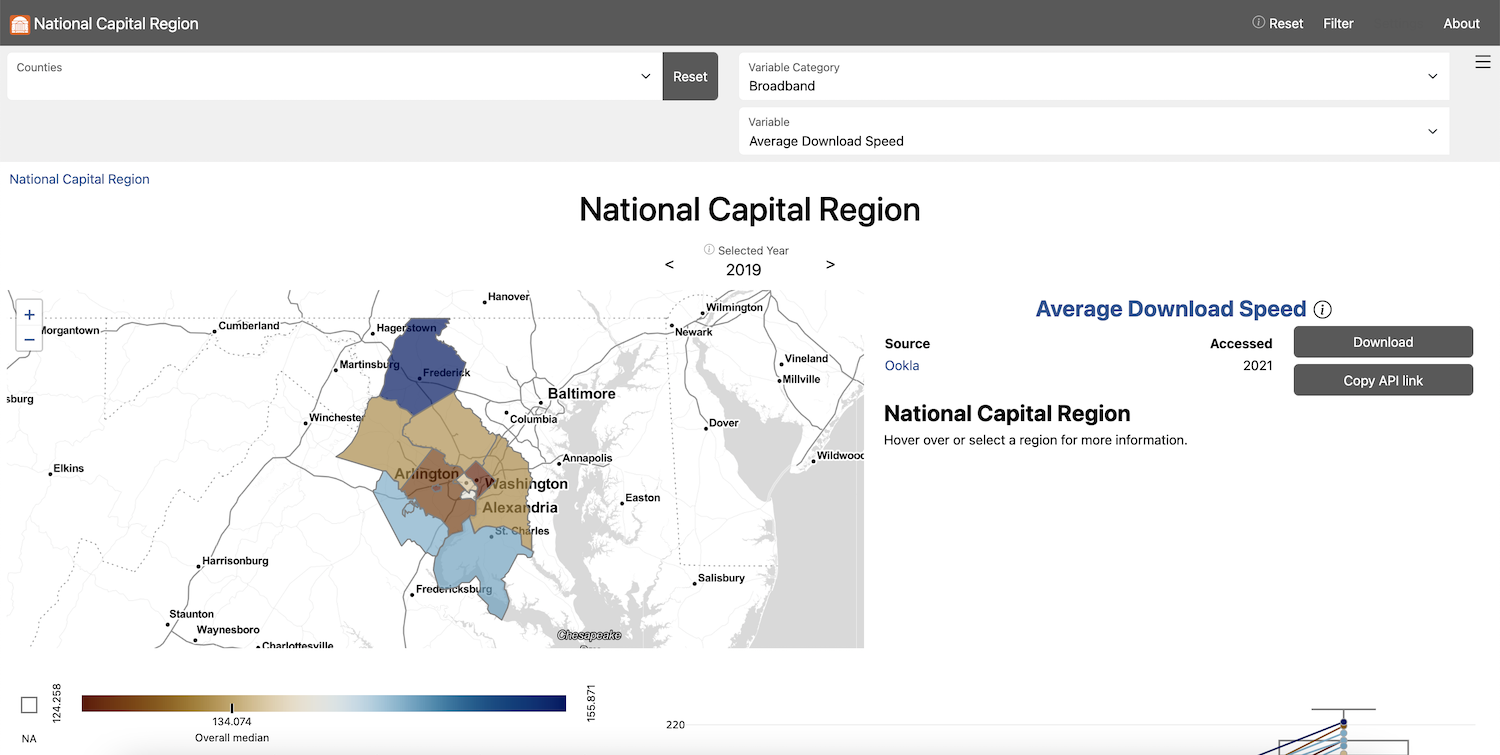 National Capital Region
Reset
Filter
About
Counties
Reset
Variable Category
Broadband
Variable
Average Download Speed
National Capital Region
National Capital Region
Selected Year
< 2019 >
+
−
Hanover
Wilmington
Morgantown
Cumberland
Hagerstown
Newark
Martinsburg
Frederick
Vineland
Millville
Baltimore
sburg
Winchester
Columbia
Dover
Wildwood
Annapolis
Elkins
Arlington
Washington
Easton
Alexandria
St. Charles
Harrisonburg
Salisbury
Fredericksburg
Staunton
Waynesboro
Chesapeake
Charlottesville
Average Download Speed
Source
Accessed
Ookla
2021
Download
Copy API link
National Capital Region
Hover over or select a region for more information.
NA
124.258
134.074
Overall median
155.871
220